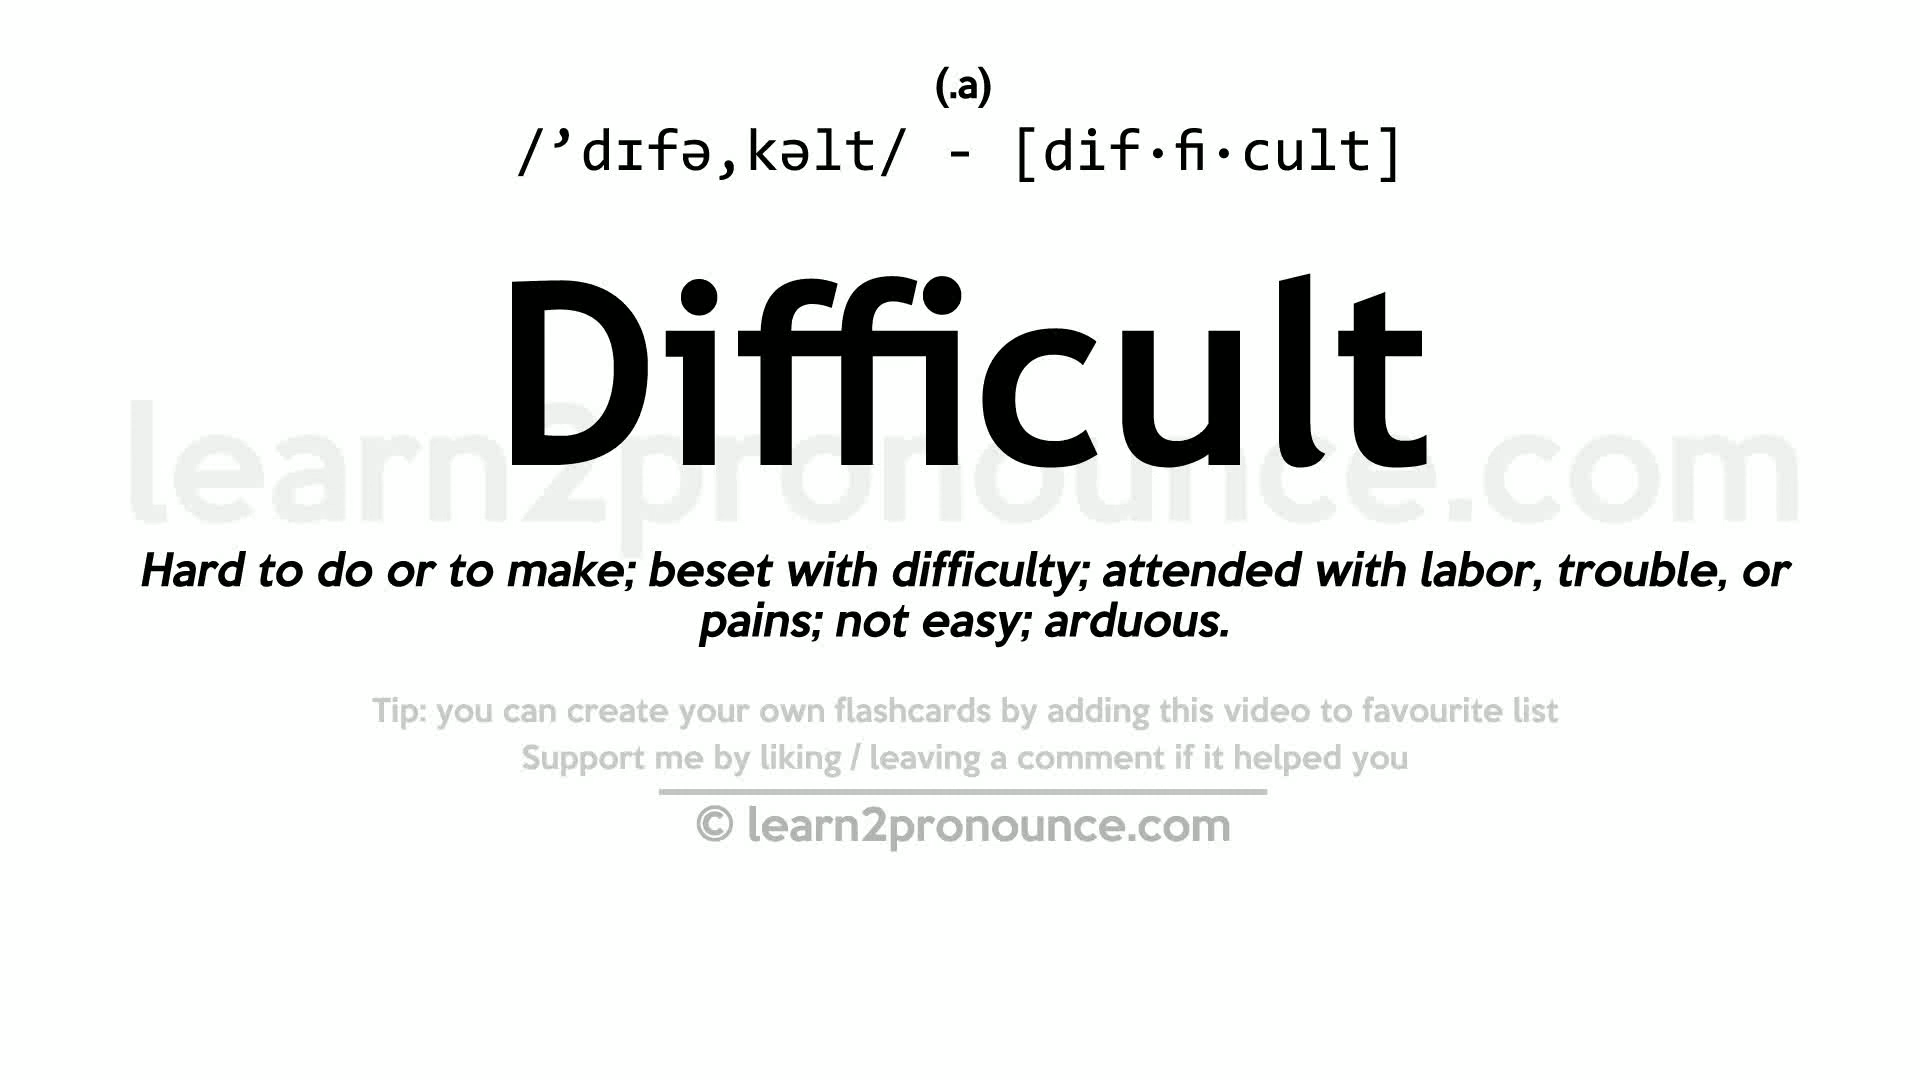 (.a)
/’dɪfə,kəlt/ - [dif·fi·cult]
Difficult
learn2pronounce.com
Hard to do or to make; beset with difficulty; attended with labor, trouble, or
pains; not easy; arduous.
Tip: you can create your own flashcards by adding this video to favourite list
Support me by liking / leaving a comment if it helped you
© learn2pronounce.com